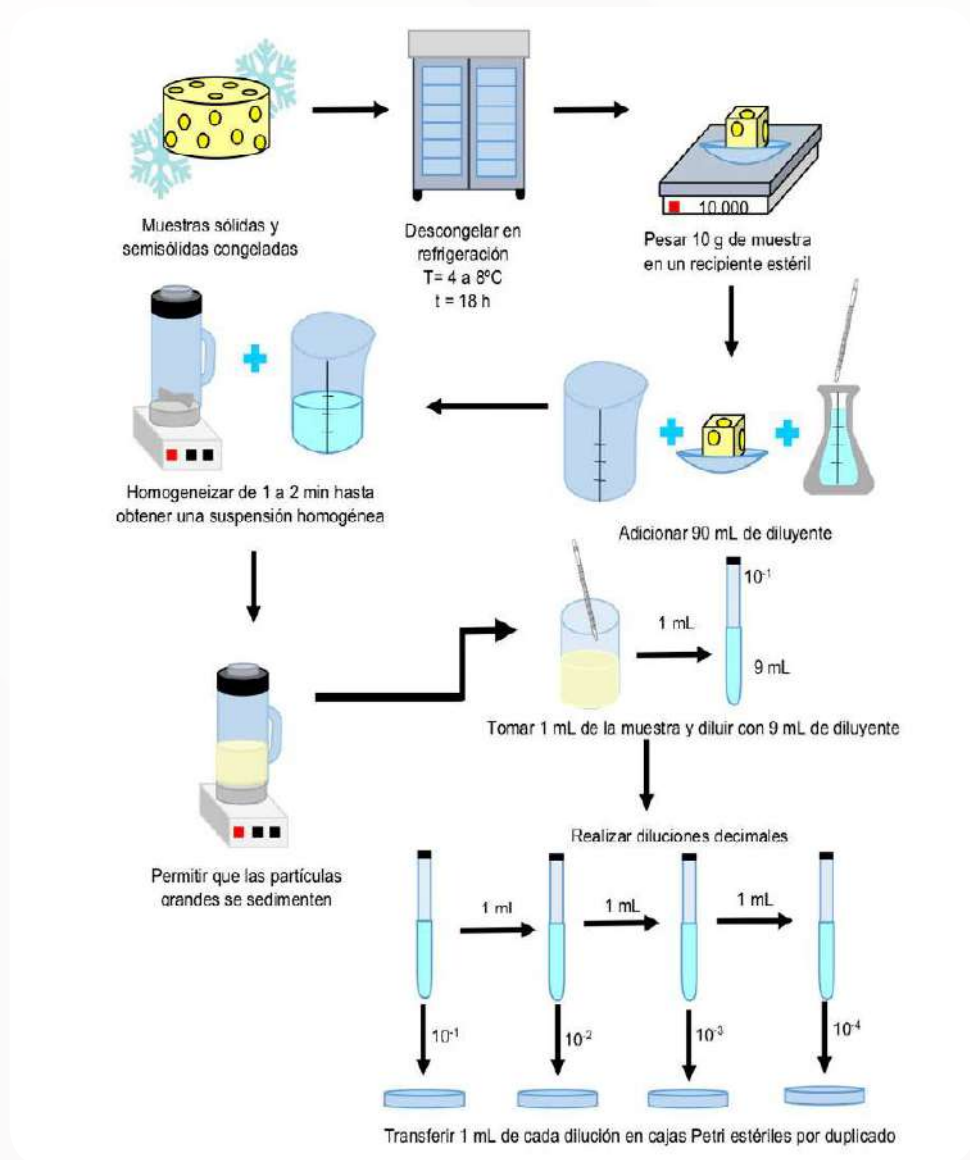 Muestras sólidas y
semisólidas congeladas
Descongelar en
refrigeración
T= 4 a 8ºC
t = 18 h
10.000
Pesar 10 g de muestra
en un recipiente estéril
Homogeneizar de 1 a 2 min hasta
obtener una suspensión homogénea
Adicionar 90 mL de diluyente
10⁻¹
1 mL
9 mL
Tomar 1 mL de la muestra y diluir con 9 mL de diluyente
Permitir que las partículas
grandes se sedimenten
Realizar diluciones decimales
1 ml
1 mL
1 mL
10⁻¹
10⁻²
10⁻³
10⁻⁴
Transferir 1 mL de cada dilución en cajas Petri estériles por duplicado